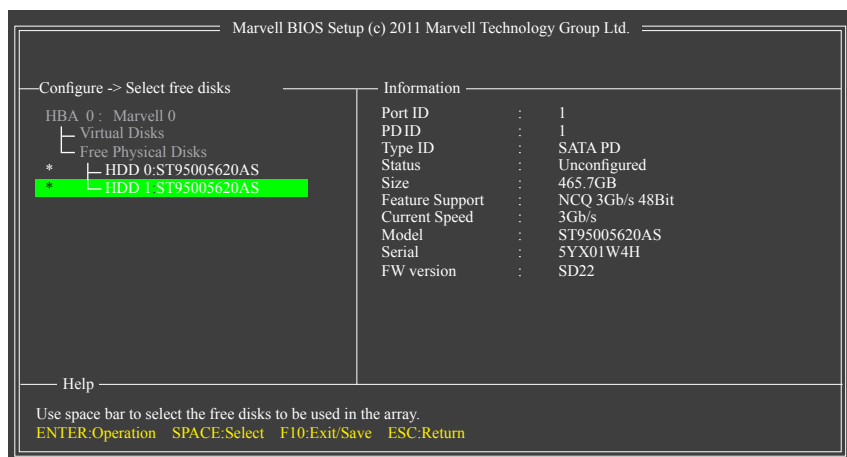 Marvell BIOS Setup (c) 2011 Marvell Technology Group Ltd.
Configure -> Select free disks
HBA 0 : Marvell 0
Virtual Disks
Free Physical Disks
* HDD 0:ST95005620AS
* HDD 1:ST95005620AS
Information
Port ID : 1
PD ID : 1
Type ID : SATA PD
Status : Unconfigured
Size : 465.7GB
Feature Support : NCQ 3Gb/s 48Bit
Current Speed : 3Gb/s
Model : ST95005620AS
Serial : 5YX01W4H
FW version : SD22
Help
Use space bar to select the free disks to be used in the array.
ENTER:Operation SPACE:Select F10:Exit/Save ESC:Return